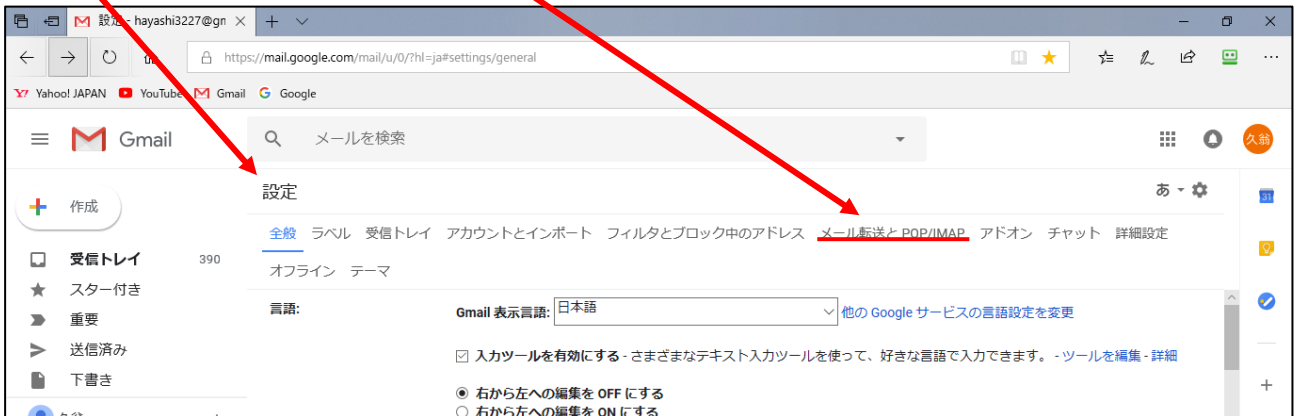 設定 - hayashi3227@gm
https://mail.google.com/mail/u/0/?hl=ja#settings/general
Yahoo! JAPAN YouTube Gmail Google
Gmail メールを検索 久翁
設定 あ
作成 31
全般 ラベル 受信トレイ アカウントとインポート フィルタとブロック中のアドレス メール転送と POP/IMAP アドオン チャット 詳細設定
オフライン テーマ
受信トレイ 390
スター付き
重要
送信済み
下書き
言語:
Gmail 表示言語: 日本語 他の Google サービスの言語設定を変更
入力ツールを有効にする - さまざまなテキスト入力ツールを使って、好きな言語で入力できます。 - ツールを編集 - 詳細
右から左への編集を OFF にする
右から左への編集を ON にする